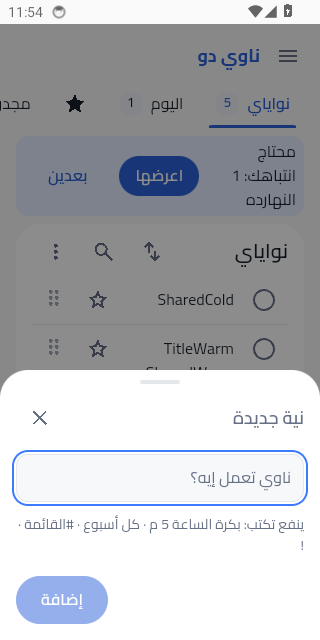 11:54
ناوي دو
نواياي 5
اليوم 1
مجدو
محتاج
انتباهك: 1
النهارده
اعرضها
بعدين
نواياي
SharedCold
TitleWarm
نية جديدة
ناوي تعمل إيه؟
ينفع تكتب: بكرة الساعة 5 م · كل أسبوع · #القائمة ·
!
إضافة